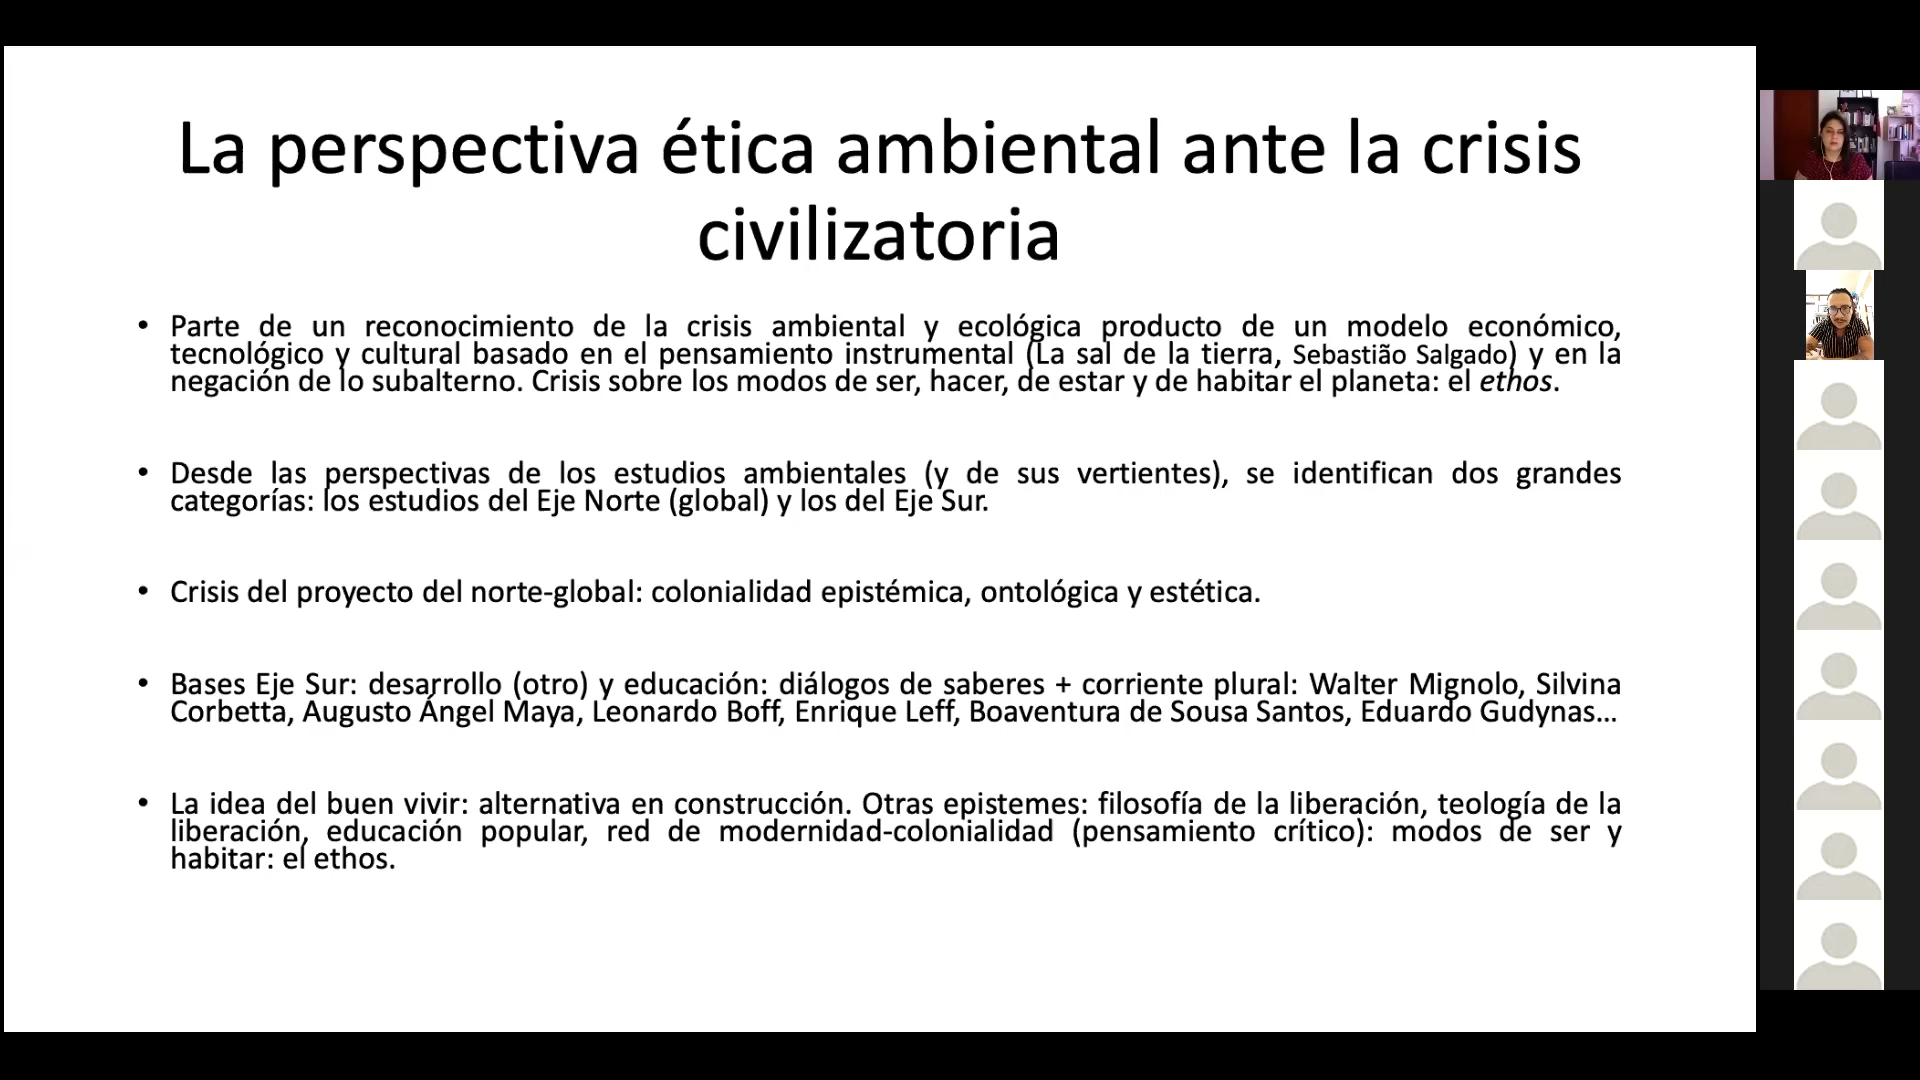 La perspectiva ética ambiental ante la crisis
civilizatoria
• Parte de un reconocimiento de la crisis ambiental y ecológica producto de un modelo económico,
tecnológico y cultural basado en el pensamiento instrumental (La sal de la tierra, Sebastião Salgado) y en la
negación de lo subalterno. Crisis sobre los modos de ser, hacer, de estar y de habitar el planeta: el ethos.
• Desde las perspectivas de los estudios ambientales (y de sus vertientes), se identifican dos grandes
categorías: los estudios del Eje Norte (global) y los del Eje Sur.
• Crisis del proyecto del norte-global: colonialidad epistémica, ontológica y estética.
• Bases Eje Sur: desarrollo (otro) y educación: diálogos de saberes + corriente plural: Walter Mignolo, Silvina
Corbetta, Augusto Ángel Maya, Leonardo Boff, Enrique Leff, Boaventura de Sousa Santos, Eduardo Gudynas...
• La idea del buen vivir: alternativa en construcción. Otras epistemes: filosofía de la liberación, teología de la
liberación, educación popular, red de modernidad-colonialidad (pensamiento crítico): modos de ser y
habitar: el ethos.